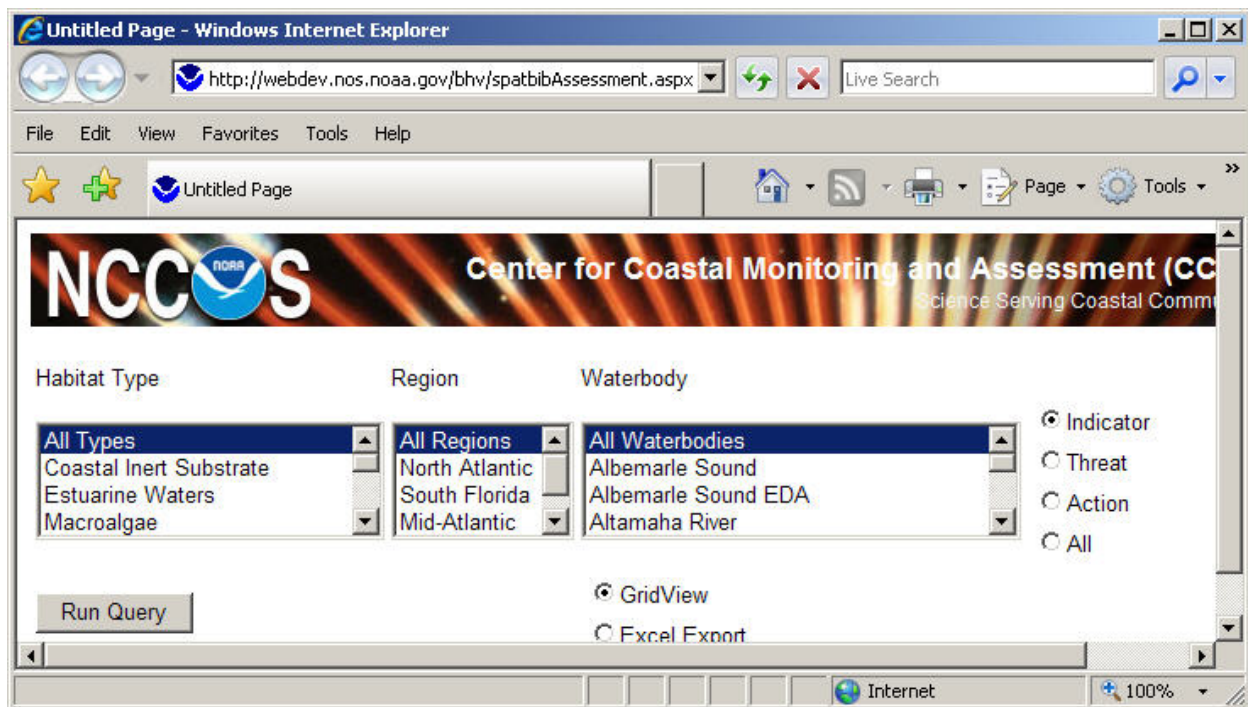 Untitled Page - Windows Internet Explorer
http://webdev.nos.noaa.gov/bhv/spatbibAssessment.aspx
Live Search
File Edit View Favorites Tools Help
Untitled Page
Page
Tools
NCCOS
NOAA
Center for Coastal Monitoring and Assessment (CC
Science Serving Coastal Commu
Habitat Type
Region
Waterbody
All Types
Coastal Inert Substrate
Estuarine Waters
Macroalgae
All Regions
North Atlantic
South Florida
Mid-Atlantic
All Waterbodies
Albemarle Sound
Albemarle Sound EDA
Altamaha River
Indicator
Threat
Action
All
Run Query
GridView
Excel Export
Internet
100%